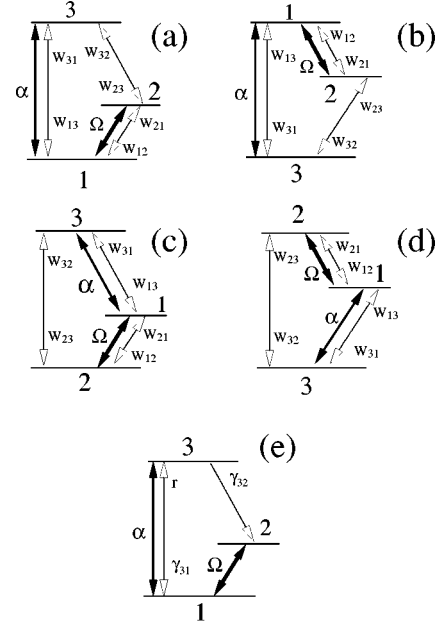 3
(a)
W₃₁
W₃₂
α
W₂₃
2
W₁₃
Ω
W₂₁
W₁₂
1
1
(b)
W₁₂
W₁₃
Ω
W₂₁
2
α
W₂₃
W₃₁
W₃₂
3
3
(c)
W₃₂
W₃₁
α
W₁₃
1
W₂₃
Ω
W₂₁
W₁₂
2
2
(d)
W₂₃
W₂₁
Ω
W₁₂
1
α
W₁₃
W₃₂
W₃₁
3
(e)
3
r
γ₃₂
α
2
γ₃₁
Ω
1